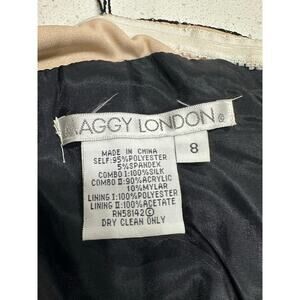 MAGGY LONDON®
8
MADE IN CHINA
SELF:95%POLYESTER
5%SPANDEX
COMBO I:100%SILK
COMBO II:90%ACRYLIC
10%MYLAR
LINING I:100%POLYESTER
LINING II:100%ACETATE
RN58142©
DRY CLEAN ONLY